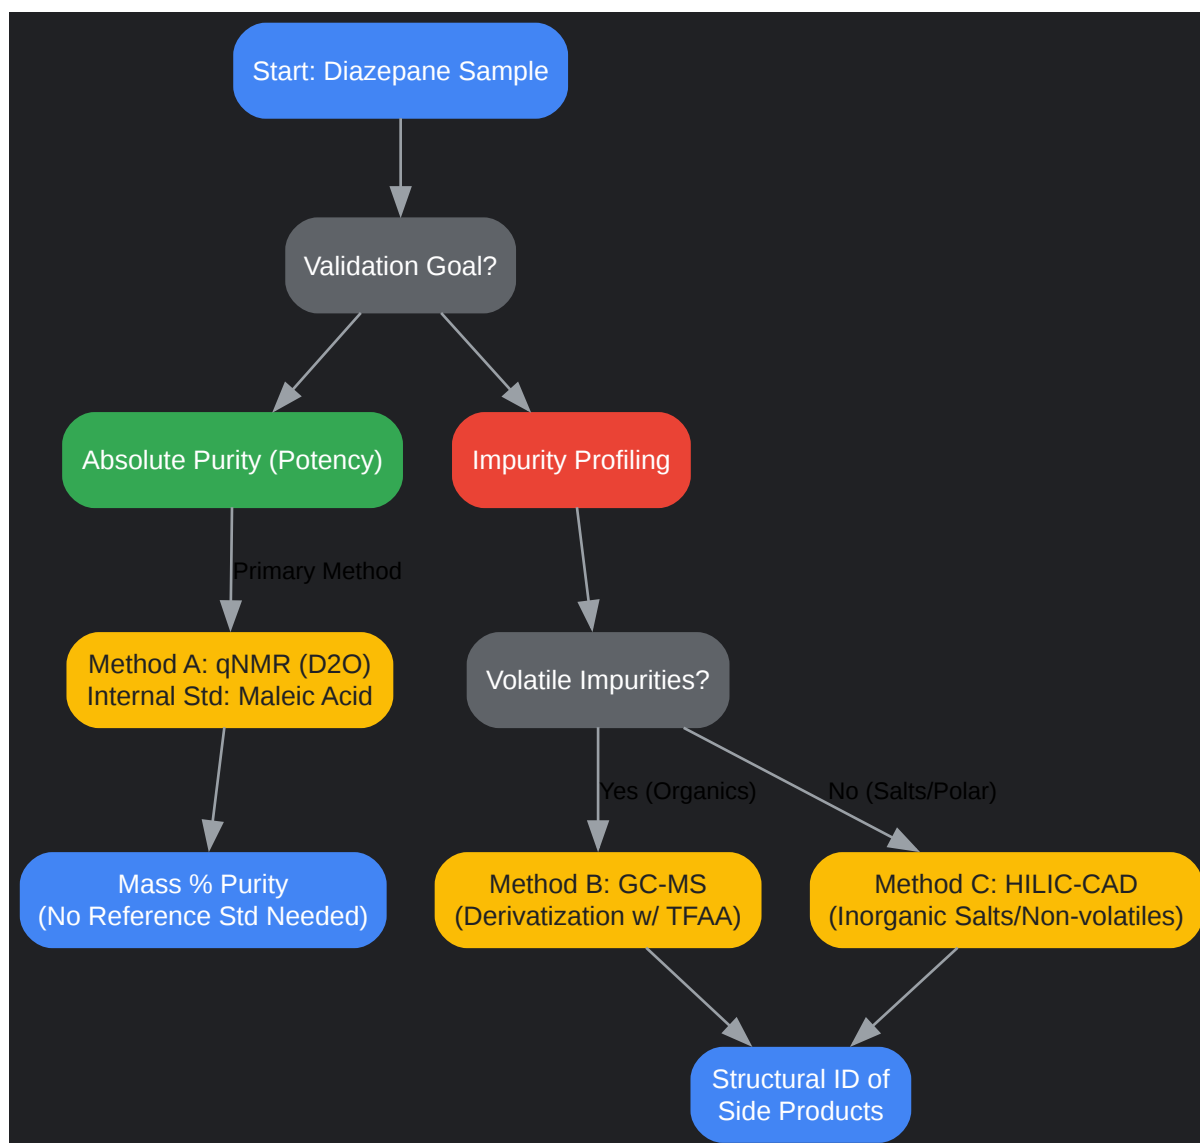 Start: Diazepane Sample
Validation Goal?
Absolute Purity (Potency)
Impurity Profiling
Primary Method
Method A: qNMR (D2O)
Internal Std: Maleic Acid
Volatile Impurities?
Yes (Organics)
No (Salts/Polar)
Mass % Purity
(No Reference Std Needed)
Method B: GC-MS
(Derivatization w/ TFAA)
Method C: HILIC-CAD
(Inorganic Salts/Non-volatiles)
Structural ID of
Side Products